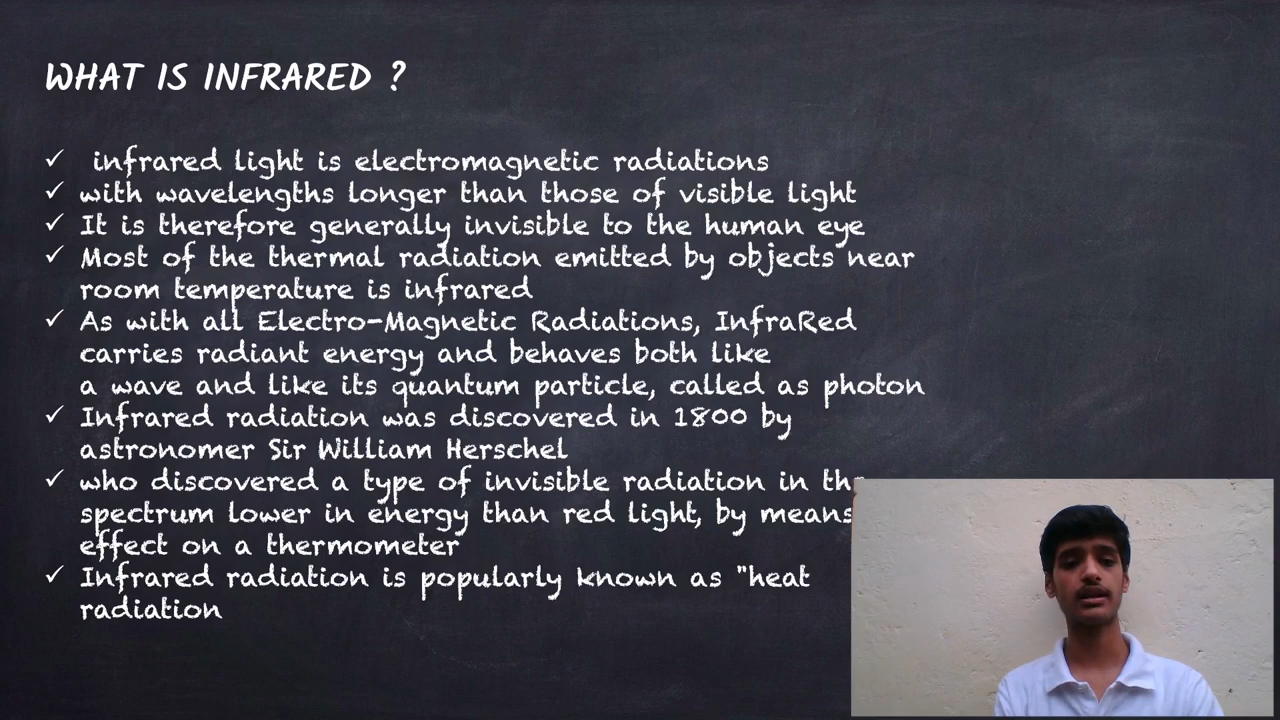 WHAT IS INFRARED ?
✓ infrared light is electromagnetic radiations
✓ with wavelengths longer than those of visible light
✓ It is therefore generally invisible to the human eye
✓ Most of the thermal radiation emitted by objects near
room temperature is infrared
✓ As with all Electro-Magnetic Radiations, InfraRed
carries radiant energy and behaves both like
a wave and like its quantum particle, called as photon
✓ Infrared radiation was discovered in 1800 by
astronomer Sir William Herschel
✓ who discovered a type of invisible radiation in the
spectrum lower in energy than red light, by means
effect on a thermometer
✓ Infrared radiation is popularly known as "heat
radiation